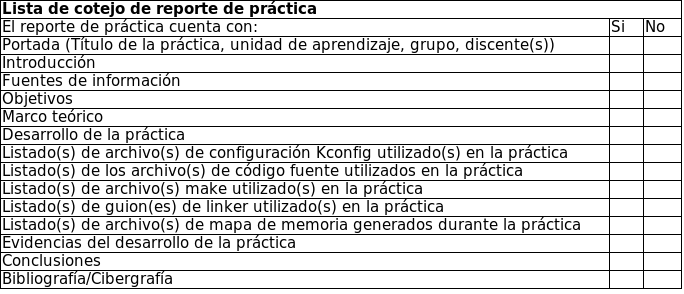 Lista de cotejo de reporte de práctica
El reporte de práctica cuenta con: Si No
Portada (Título de la práctica, unidad de aprendizaje, grupo, discente(s))
Introducción
Fuentes de información
Objetivos
Marco teórico
Desarrollo de la práctica
Listado(s) de archivo(s) de configuración Kconfig utilizado(s) en la práctica
Listado(s) de los archivo(s) de código fuente utilizados en la práctica
Listado(s) de archivo(s) make utilizado(s) en la práctica
Listado(s) de guion(es) de linker utilizado(s) en la práctica
Listado(s) de archivo(s) de mapa de memoria generados durante la práctica
Evidencias del desarrollo de la práctica
Conclusiones
Bibliografía/Cibergrafía